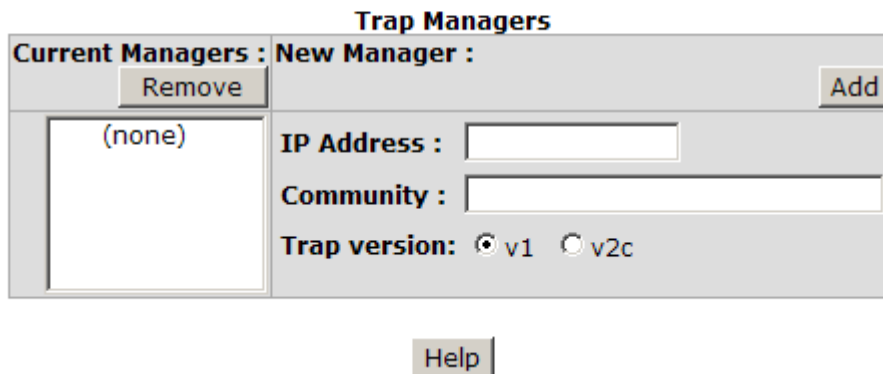 Trap Managers
Current Managers : New Manager :
Remove Add
(none)
IP Address :
Community :
Trap version: v1 v2c
Help